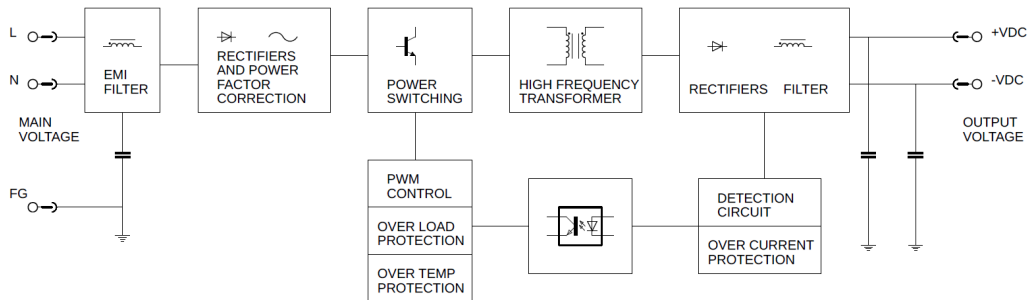 L
N
MAIN
VOLTAGE
FG
EMI
FILTER
RECTIFIERS
AND POWER
FACTOR
CORRECTION
POWER
SWITCHING
HIGH FREQUENCY
TRANSFORMER
RECTIFIERS FILTER
+VDC
-VDC
OUTPUT
VOLTAGE
PWM
CONTROL
OVER LOAD
PROTECTION
OVER TEMP
PROTECTION
DETECTION
CIRCUIT
OVER CURRENT
PROTECTION